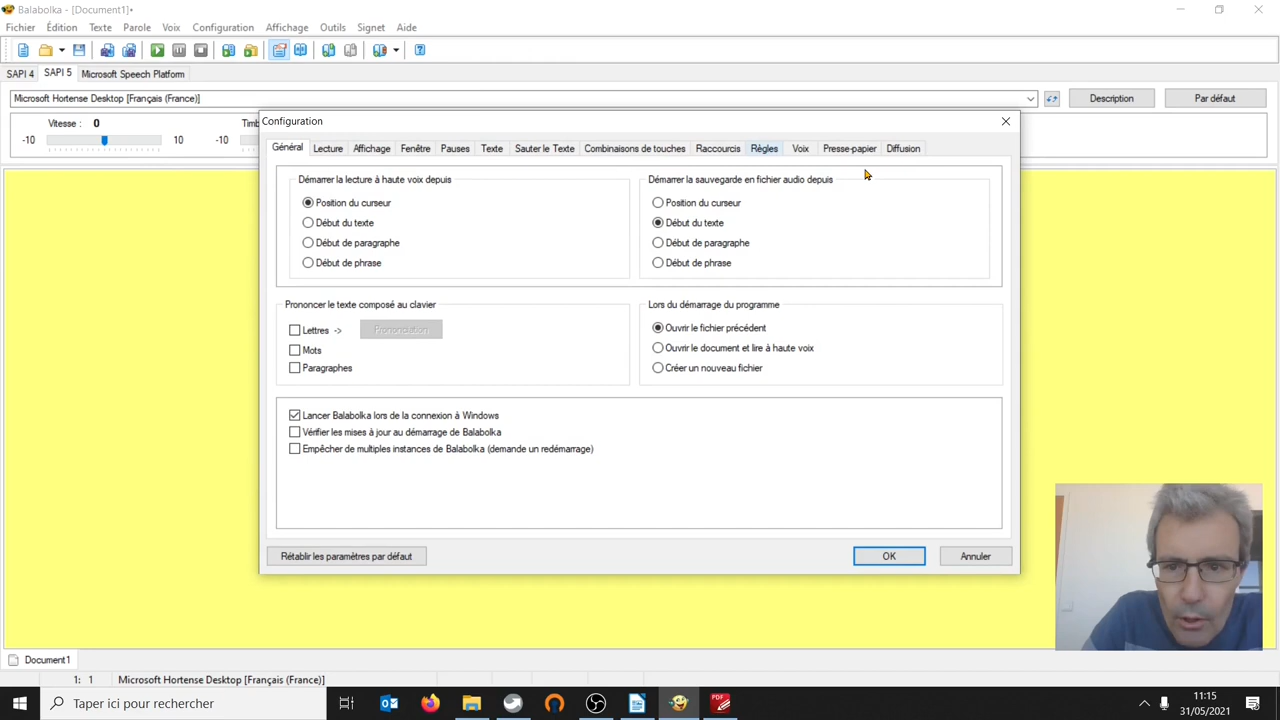 Balabolka - [Document1]*
Fichier Édition Texte Parole Voix Configuration Affichage Outils Signet Aide
SAPI 4 SAPI 5 Microsoft Speech Platform
Microsoft Hortense Desktop [Français (France)] Description Par défaut
Vitesse : 0 Timb
-10 10 -10
Configuration
Général Lecture Affichage Fenêtre Pauses Texte Sauter le Texte Combinaisons de touches Raccourcis Règles Voix Presse-papier Diffusion
Démarrer la lecture à haute voix depuis
Position du curseur
Début du texte
Début de paragraphe
Début de phrase
Démarrer la sauvegarde en fichier audio depuis
Position du curseur
Début du texte
Début de paragraphe
Début de phrase
Prononcer le texte composé au clavier
Lettres -> Prononciation
Mots
Paragraphes
Lors du démarrage du programme
Ouvrir le fichier précédent
Ouvrir le document et lire à haute voix
Créer un nouveau fichier
Lancer Balabolka lors de la connexion à Windows
Vérifier les mises à jour au démarrage de Balabolka
Empêcher de multiples instances de Balabolka (demande un redémarrage)
Rétablir les paramètres par défaut OK Annuler
Document1
1: 1 Microsoft Hortense Desktop [Français (France)]
Taper ici pour rechercher
11:15
31/05/2021